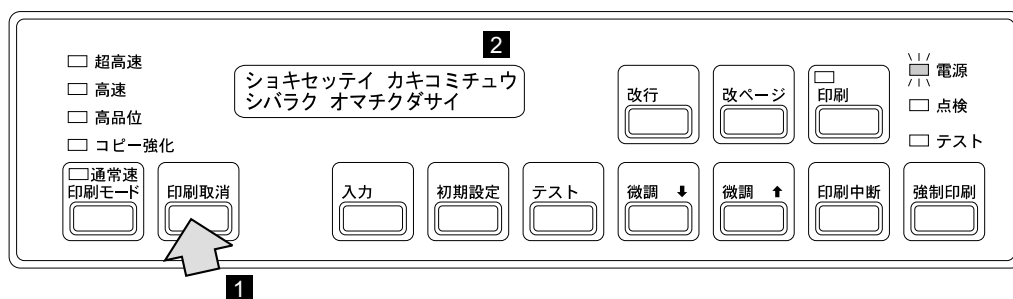 2
□ 超高速
□ 高速
□ 高品位
□ コピー強化
ショキセッテイ カキコミチュウ
シバラク オマチクダサイ
改行
改ページ
印刷
電源
□ 点検
□ テスト
□通常速
印刷モード
印刷取消
入力
初期設定
テスト
微調 ⬇
微調 ⬆
印刷中断
強制印刷
1